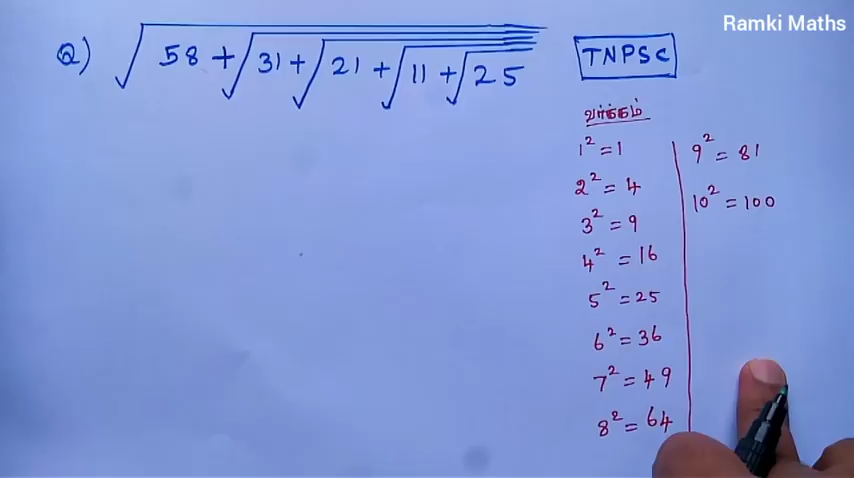 Ramki Maths
Q) √58 + √31 + √21 + √11 + √25
TNPSC
வர்க்கம்
1² = 1
2² = 4
3² = 9
4² = 16
5² = 25
6² = 36
7² = 49
8² = 64
9² = 81
10² = 100